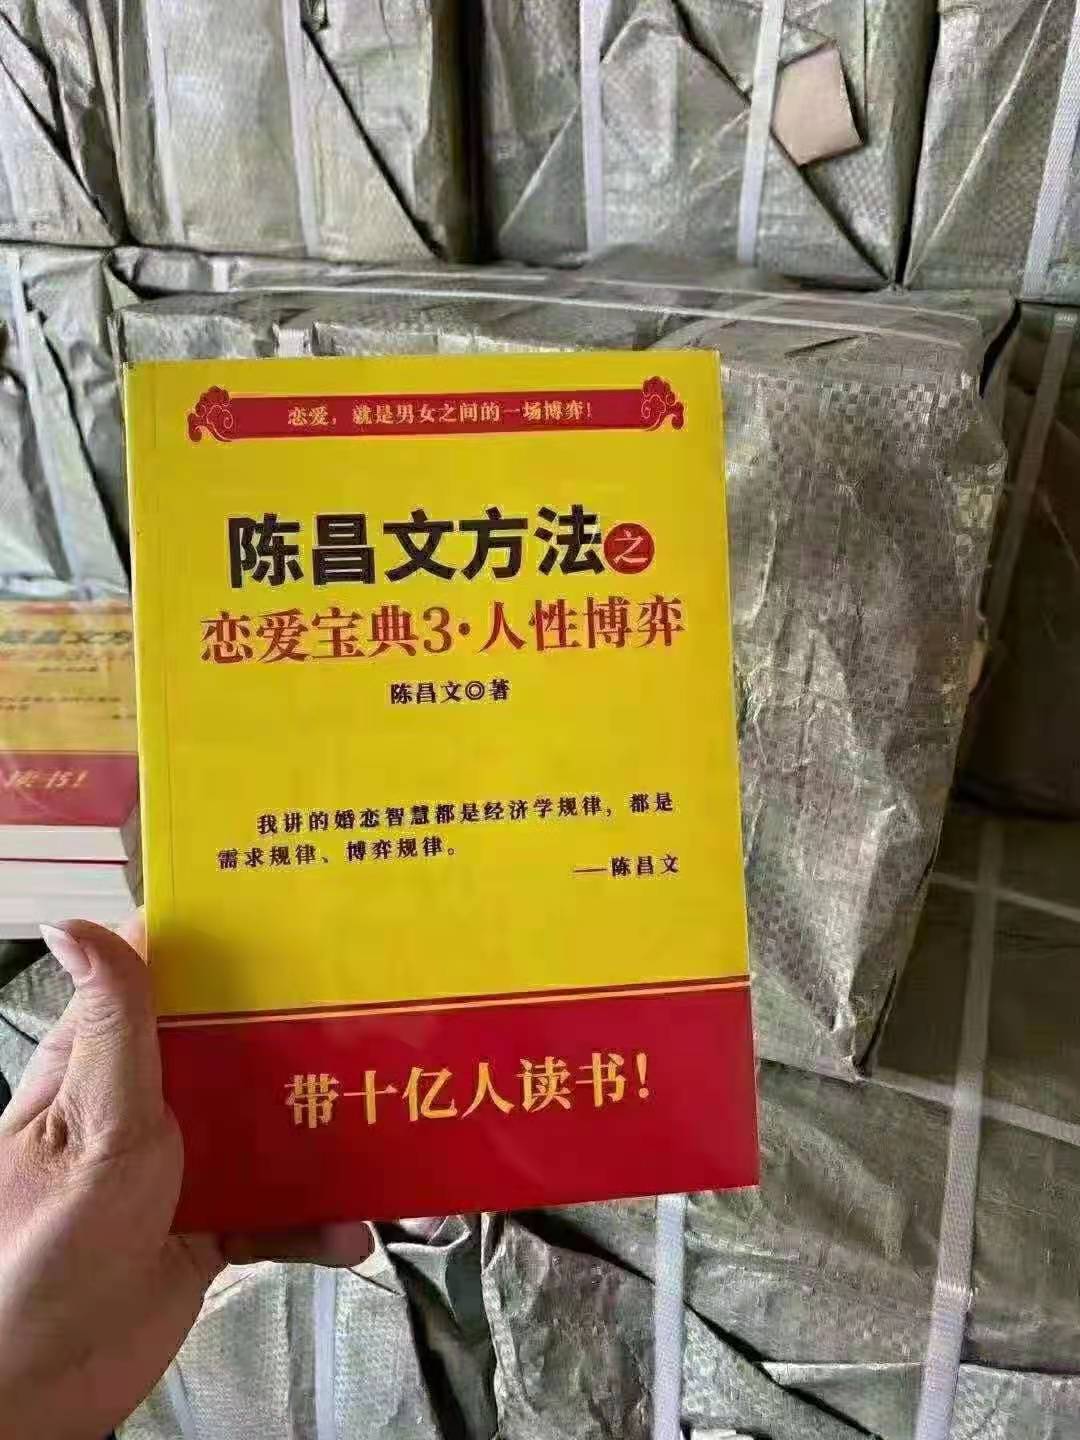 恋爱，就是男女之间的一场博弈！
陈昌文方法之
恋爱宝典3·人性博弈
陈昌文◎著
我讲的婚恋智慧都是经济学规律，都是
需求规律、博弈规律。
——陈昌文
带十亿人读书！
昌文方
读书！